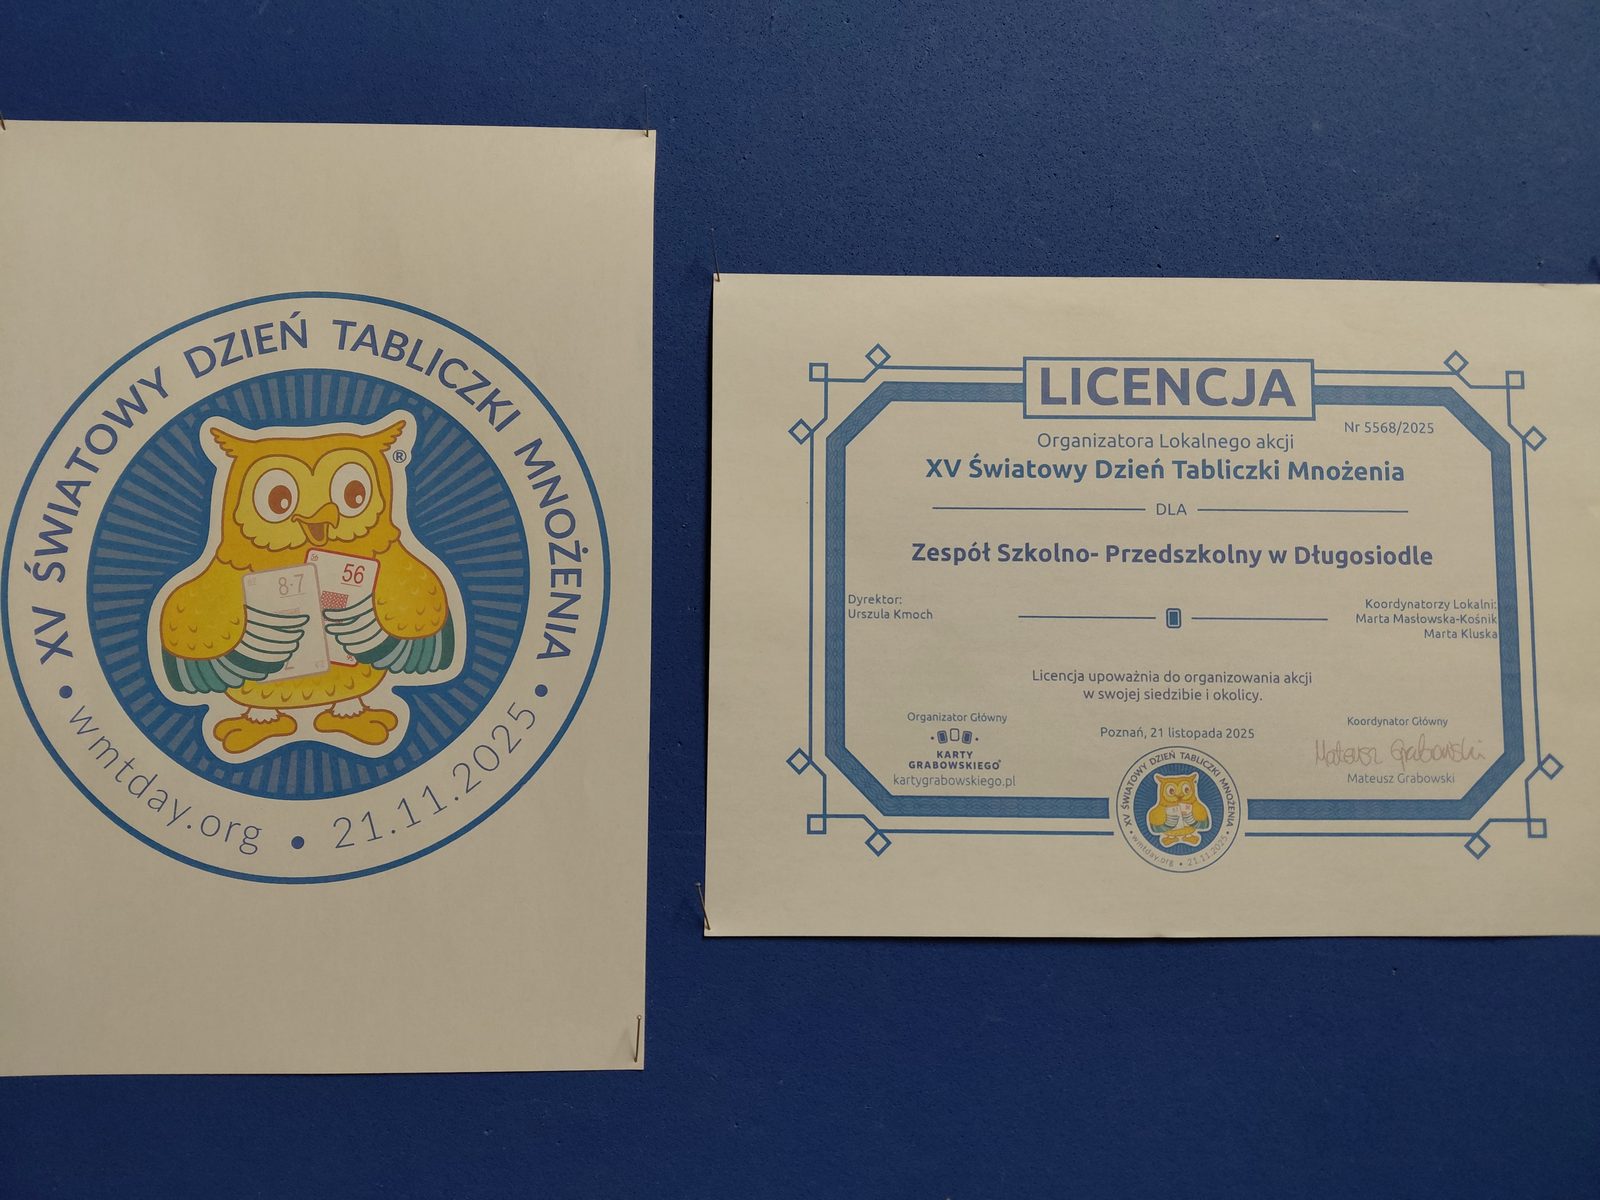 XV ŚWIATOWY DZIEŃ TABLICZKI MNOŻENIA
®
8·7
56
wmtday.org • 21.11.2025
LICENCJA
Nr 5568/2025
Organizatora Lokalnego akcji
XV Światowy Dzień Tabliczki Mnożenia
DLA
Zespół Szkolno- Przedszkolny w Długosiodle
Dyrektor:
Urszula Kmoch
Koordynatorzy Lokalni:
Marta Masłowska-Kośnik
Marta Kluska
Licencja upoważnia do organizowania akcji
w swojej siedzibie i okolicy.
Organizator Główny
KARTY
GRABOWSKIEGO®
kartygrabowskiego.pl
Poznań, 21 listopada 2025
Koordynator Główny
Mateusz Grabowski
Mateusz Grabowski
XV ŚWIATOWY DZIEŃ TABLICZKI MNOŻENIA
wmtday.org • 21.11.2025